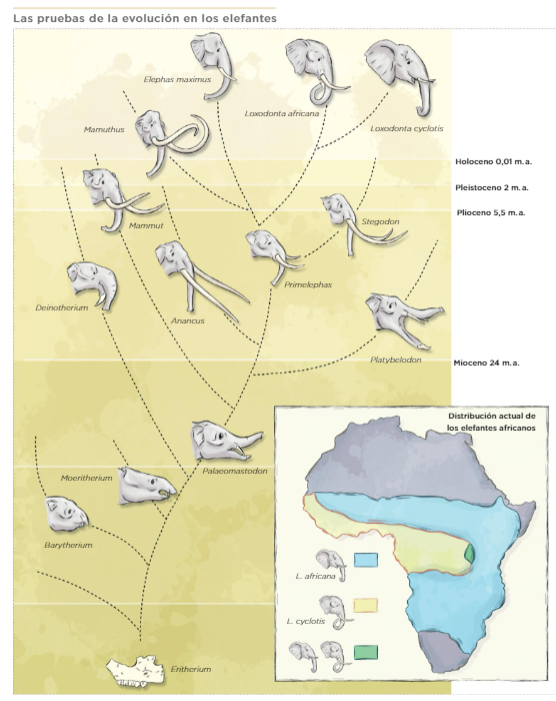 Las pruebas de la evolución en los elefantes
Elephas maximus
Loxodonta africana
Loxodonta cyclotis
Mamuthus
Holoceno 0,01 m.a.
Pleistoceno 2 m.a.
Plioceno 5,5 m.a.
Mammut
Stegodon
Primelephas
Deinotherium
Anancus
Platybelodon
Mioceno 24 m.a.
Distribución actual de
los elefantes africanos
Palaeomastodon
Moeritherium
Barytherium
L. africana
L. cyclotis
Eritherium